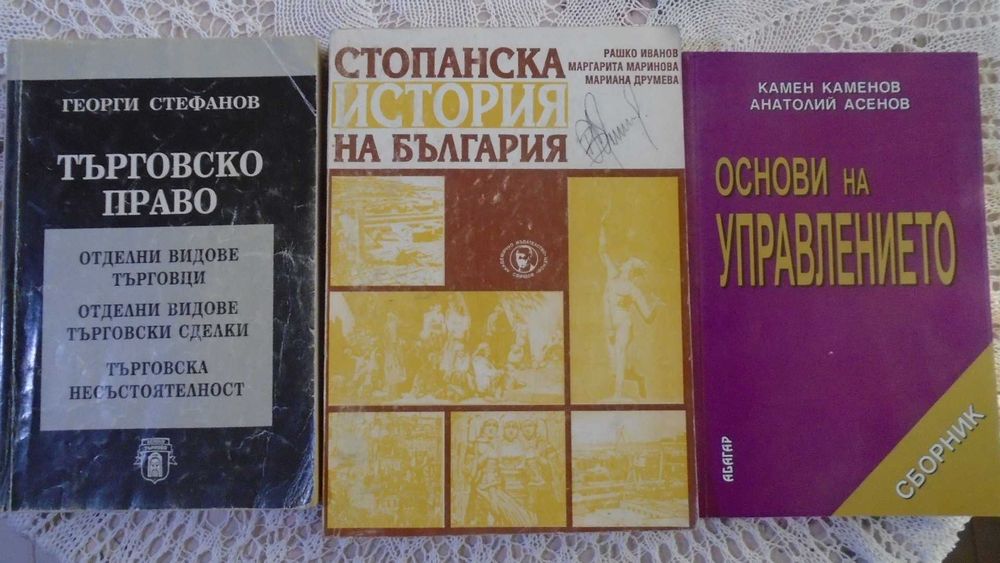 ГЕОРГИ СТЕФАНОВ
ТЪРГОВСКО
ПРАВО
ОТДЕЛНИ ВИДОВЕ
ТЪРГОВЦИ
ОТДЕЛНИ ВИДОВЕ
ТЪРГОВСКИ СДЕЛКИ
ТЪРГОВСКА
НЕСЪСТОЯТЕЛНОСТ
РАШКО ИВАНОВ
МАРГАРИТА МАРИНОВА
МАРИАНА ДРУМЕВА
СТОПАНСКА
ИСТОРИЯ
НА БЪЛГАРИЯ
КАМЕН КАМЕНОВ
АНАТОЛИЙ АСЕНОВ
ОСНОВИ НА
УПРАВЛЕНИЕТО
АБАГАР
СБОРНИК